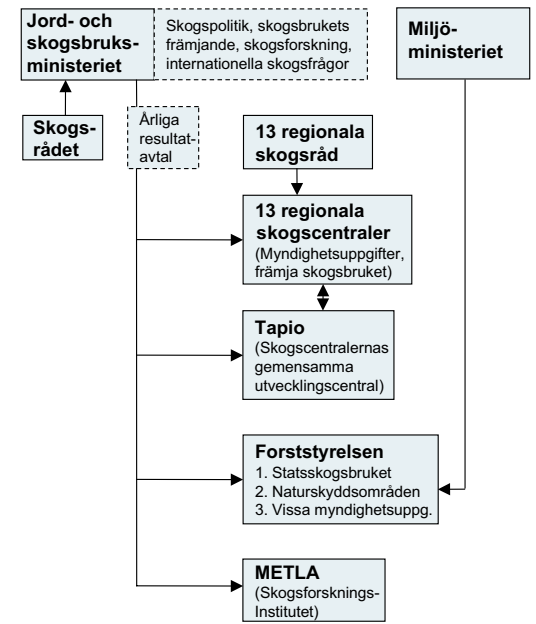 Jord- och
skogsbruks-
ministeriet
Skogspolitik, skogsbrukets
främjande, skogsforskning,
internationella skogsfrågor
Miljö-
ministeriet
Skogs-
rådet
Årliga
resultat-
avtal
13 regionala
skogsråd
13 regionala
skogscentraler
(Myndighetsuppgifter,
främja skogsbruket)
Tapio
(Skogscentralernas
gemensamma
utvecklingscentral)
Forststyrelsen
1. Statsskogsbruket
2. Naturskyddsområden
3. Vissa myndighetsuppg.
METLA
(Skogsforsknings-
Institutet)